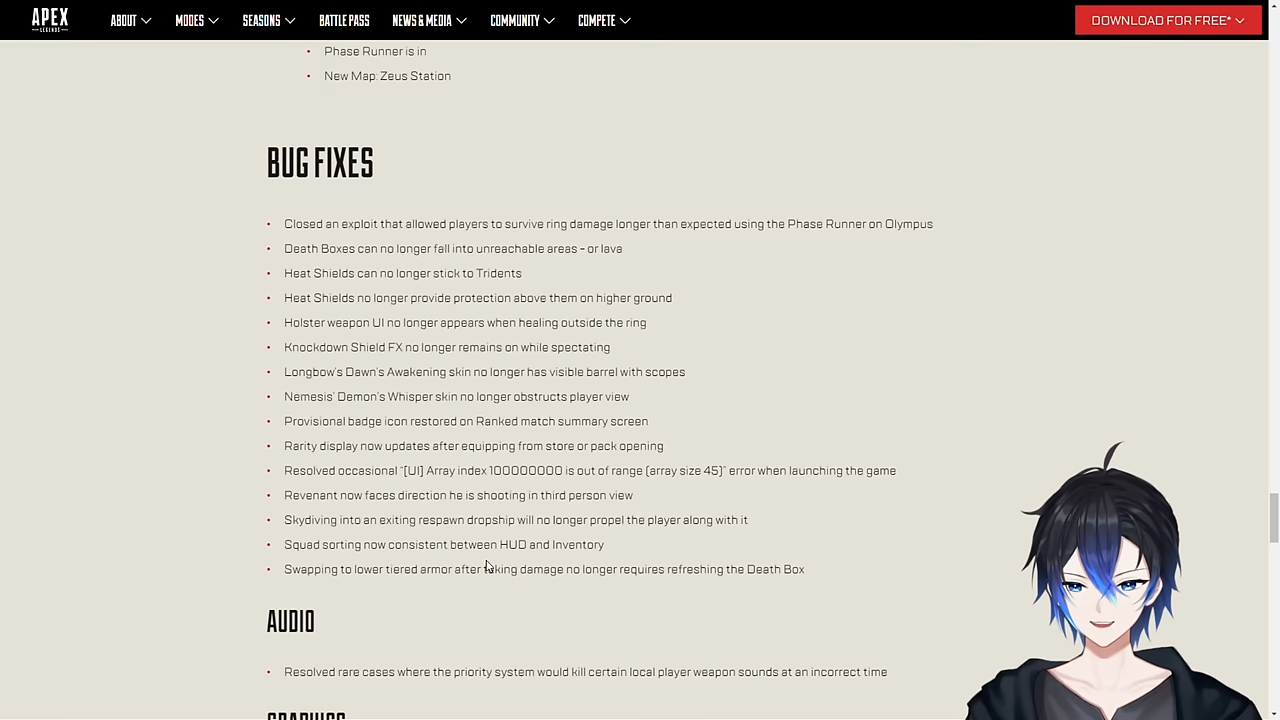 APEX
LEGENDS
ABOUT
MODES
SEASONS
BATTLE PASS
NEWS & MEDIA
COMMUNITY
COMPETE
DOWNLOAD FOR FREE*
Phase Runner is in
New Map: Zeus Station
BUG FIXES
Closed an exploit that allowed players to survive ring damage longer than expected using the Phase Runner on Olympus
Death Boxes can no longer fall into unreachable areas - or lava
Heat Shields can no longer stick to Tridents
Heat Shields no longer provide protection above them on higher ground
Holster weapon UI no longer appears when healing outside the ring
Knockdown Shield FX no longer remains on while spectating
Longbow's Dawn's Awakening skin no longer has visible barrel with scopes
Nemesis' Demon's Whisper skin no longer obstructs player view
Provisional badge icon restored on Ranked match summary screen
Rarity display now updates after equipping from store or pack opening
Resolved occasional "[UI] Array index 100000000 is out of range (array size 45)" error when launching the game
Revenant now faces direction he is shooting in third person view
Skydiving into an exiting respawn dropship will no longer propel the player along with it
Squad sorting now consistent between HUD and Inventory
Swapping to lower tiered armor after taking damage no longer requires refreshing the Death Box
AUDIO
Resolved rare cases where the priority system would kill certain local player weapon sounds at an incorrect time
GRAPHICS